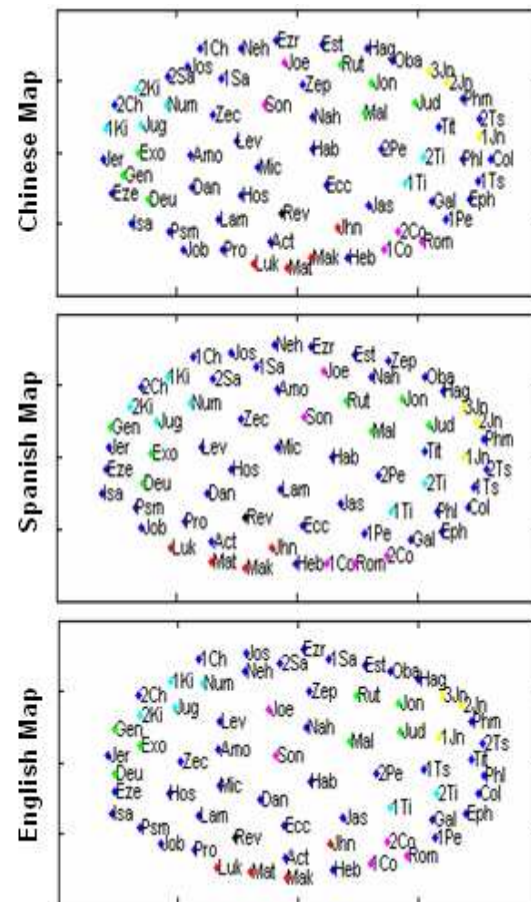 Chinese Map
1Ch Neh Ezr Est Hag Oba
Jos Joe Rut 3Jn
2Sa 1Sa Zep Jon 2Jn
2Ki Phm
2Ch Num Zec Son Nah Mal Jud 2Ts
1Ki Jug Tit 1Jn
Lev Hab 2Pe
Jer Exo Amo Mic 2Ti Phl Col
Gen 1Ti 1Ts
Eze Deu Dan Hos Ecc Gal Eph
Isa Lam Rev Jas 1Pe
Psm Jhn 2Co Rom
Job Pro Act Mak Heb 1Co
Luk Mat
Spanish Map
1Ch Jos Neh Ezr Est Zep
1Ki 2Sa 1Sa Joe Nah Oba Hag
2Ch Amo
2Ki Num Son Rut Jon 3Jn
Gen Jug Zec Mal Jud 2Jn
Phm
Jer Exo Lev Mic Hab Tit 1Jn
Eze Hos 2Pe 2Ts
Isa Deu Dan Lam 2Ti 1Ts
Psm Jas 1Ti Phl Col
Job Pro Rev Ecc 1Pe Eph
Luk Act Jhn Gal
Mat Mak Heb 1Co Rom 2Co
English Map
1Ch Jos Ezr 1Sa
Neh 2Sa Est Oba
1Ki Num Hag
2Ch Zep Rut 3Jn
2Ki Jug Joe Jon 2Jn
Gen Lev Nah Jud Phm
Exo Amo Mal 1Jn 2Ts
Jer Zec Son Tit
Deu 2Pe 1Ts Phl
Eze Hos Mic Dan Hab 2Ti Col
Isa Lam 1Ti Eph
Psm Ecc Jas Gal
Job Pro Rev Jhn 2Co 1Pe
Luk Act 1Co Rom
Mat Mak Heb